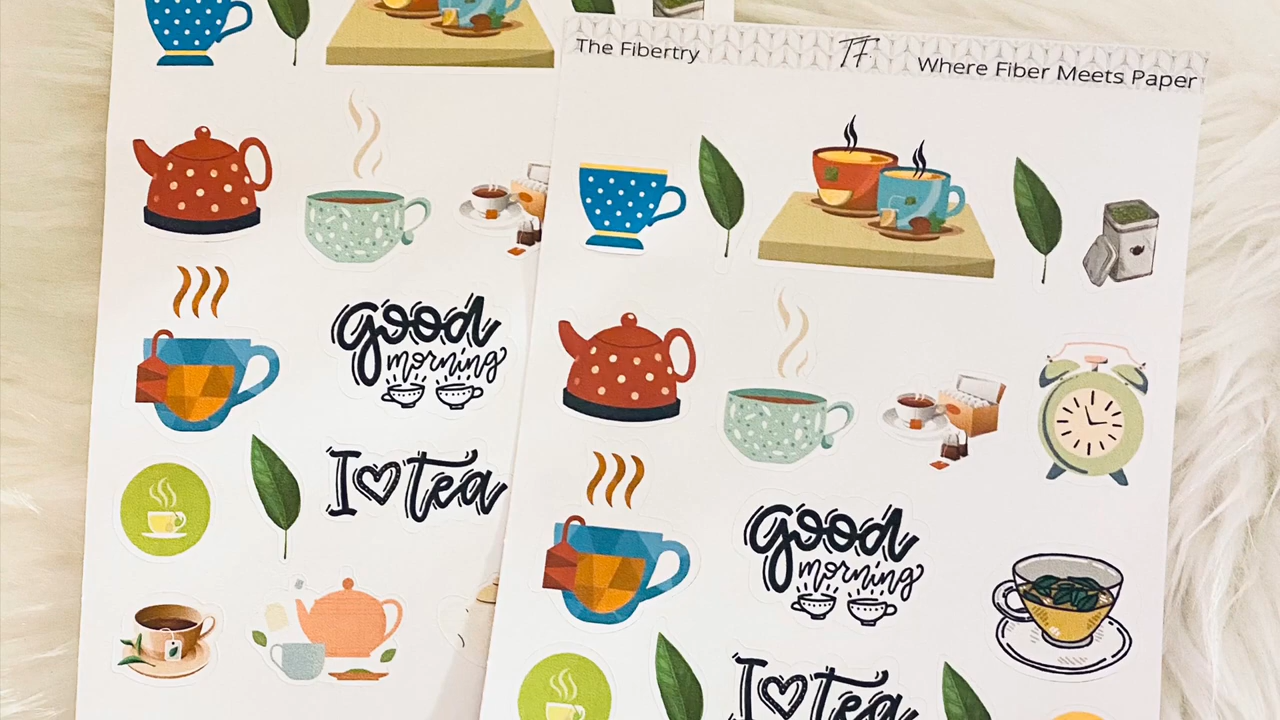 The Fibertry TF Where Fiber Meets Paper
good
morning
I tea
good
morning
I tea